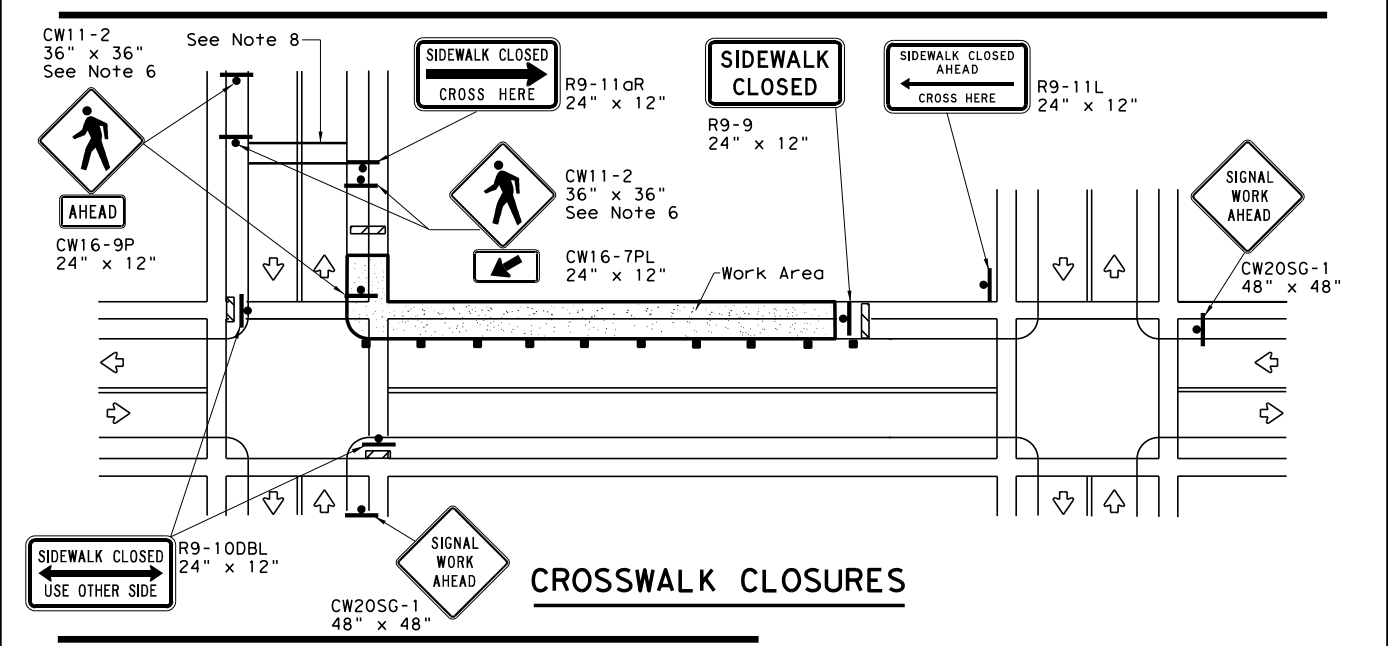 CW11-2
36" x 36"
See Note 6
AHEAD
CW16-9P
24" x 12"
See Note 8
SIDEWALK CLOSED
CROSS HERE
R9-11aR
24" x 12"
CW11-2
36" x 36"
See Note 6
CW16-7PL
24" x 12"
SIDEWALK
CLOSED
R9-9
24" x 12"
SIDEWALK CLOSED
AHEAD
CROSS HERE
R9-11L
24" x 12"
SIGNAL
WORK
AHEAD
CW20SG-1
48" x 48"
Work Area
SIDEWALK CLOSED
USE OTHER SIDE
R9-10DBL
24" x 12"
SIGNAL
WORK
AHEAD
CW20SG-1
48" x 48"
CROSSWALK CLOSURES